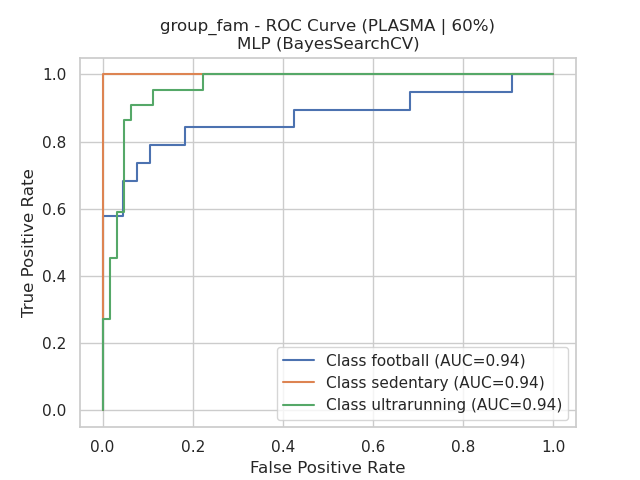 group_fam - ROC Curve (PLASMA | 60%)
MLP (BayesSearchCV)
True Positive Rate
1.0
0.8
0.6
0.4
0.2
0.0
Class football (AUC=0.94)
Class sedentary (AUC=0.94)
Class ultrarunning (AUC=0.94)
0.0 0.2 0.4 0.6 0.8 1.0
False Positive Rate